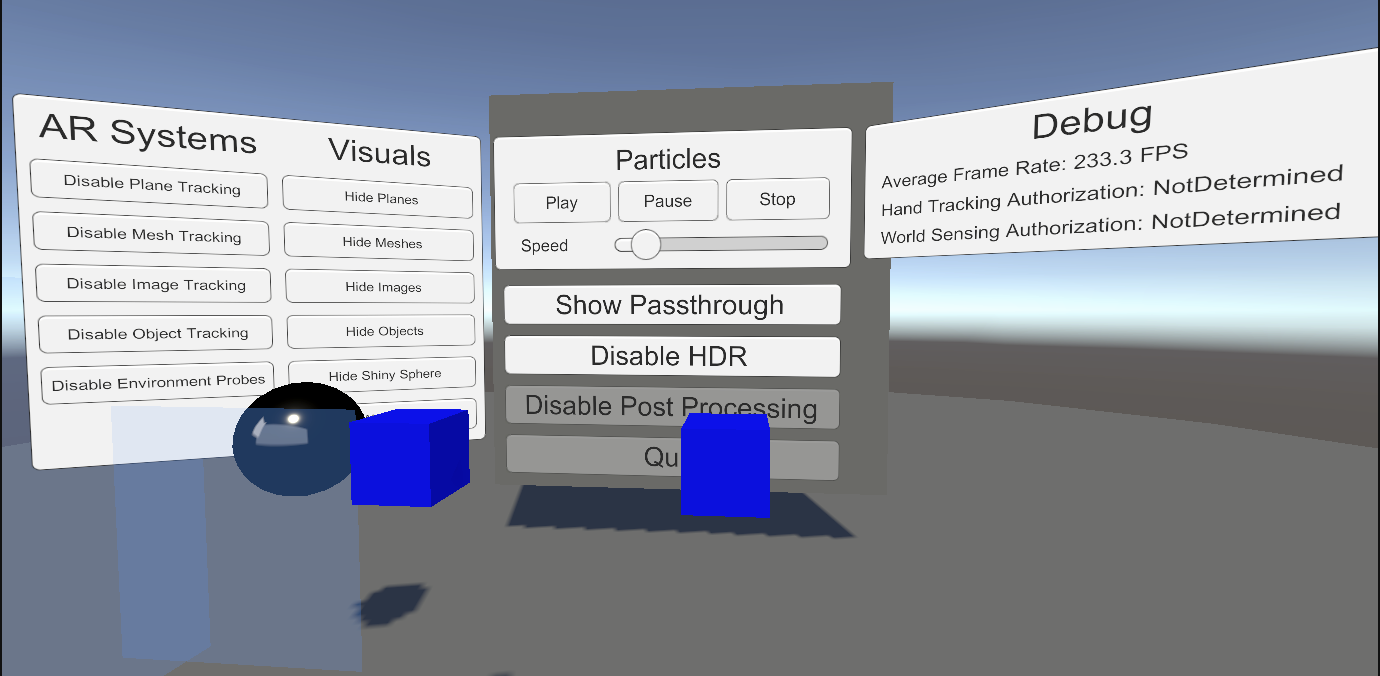 AR Systems
Disable Plane Tracking
Disable Mesh Tracking
Disable Image Tracking
Disable Object Tracking
Disable Environment Probes
Visuals
Hide Planes
Hide Meshes
Hide Images
Hide Objects
Hide Shiny Sphere
Particles
Play Pause Stop
Speed
Show Passthrough
Disable HDR
Disable Post Processing
Debug
Average Frame Rate: 233.3 FPS
Hand Tracking Authorization: NotDetermined
World Sensing Authorization: NotDetermined